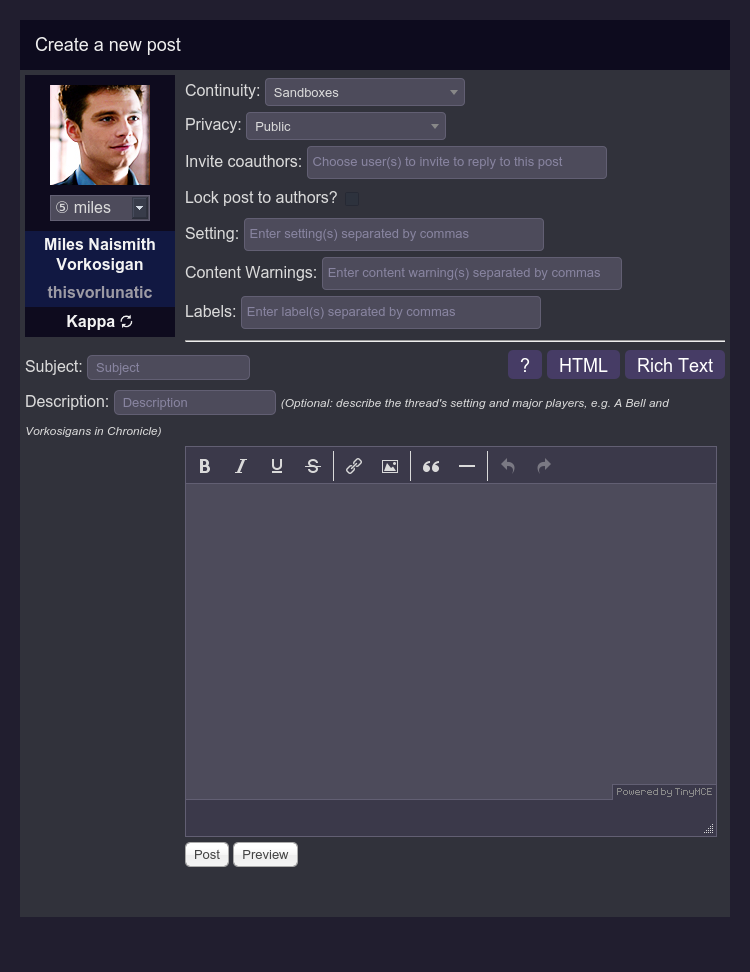 Create a new post
Continuity: Sandboxes
Privacy: Public
Invite coauthors: Choose user(s) to invite to reply to this post
Lock post to authors?
Setting: Enter setting(s) separated by commas
Content Warnings: Enter content warning(s) separated by commas
Labels: Enter label(s) separated by commas
⑤ miles
Miles Naismith
Vorkosigan
thisvorlunatic
Kappa
Subject: Subject
? HTML Rich Text
Description: Description (Optional: describe the thread's setting and major players, e.g. A Bell and
Vorkosigans in Chronicle)
B I U S
Powered by TinyMCE
Post Preview